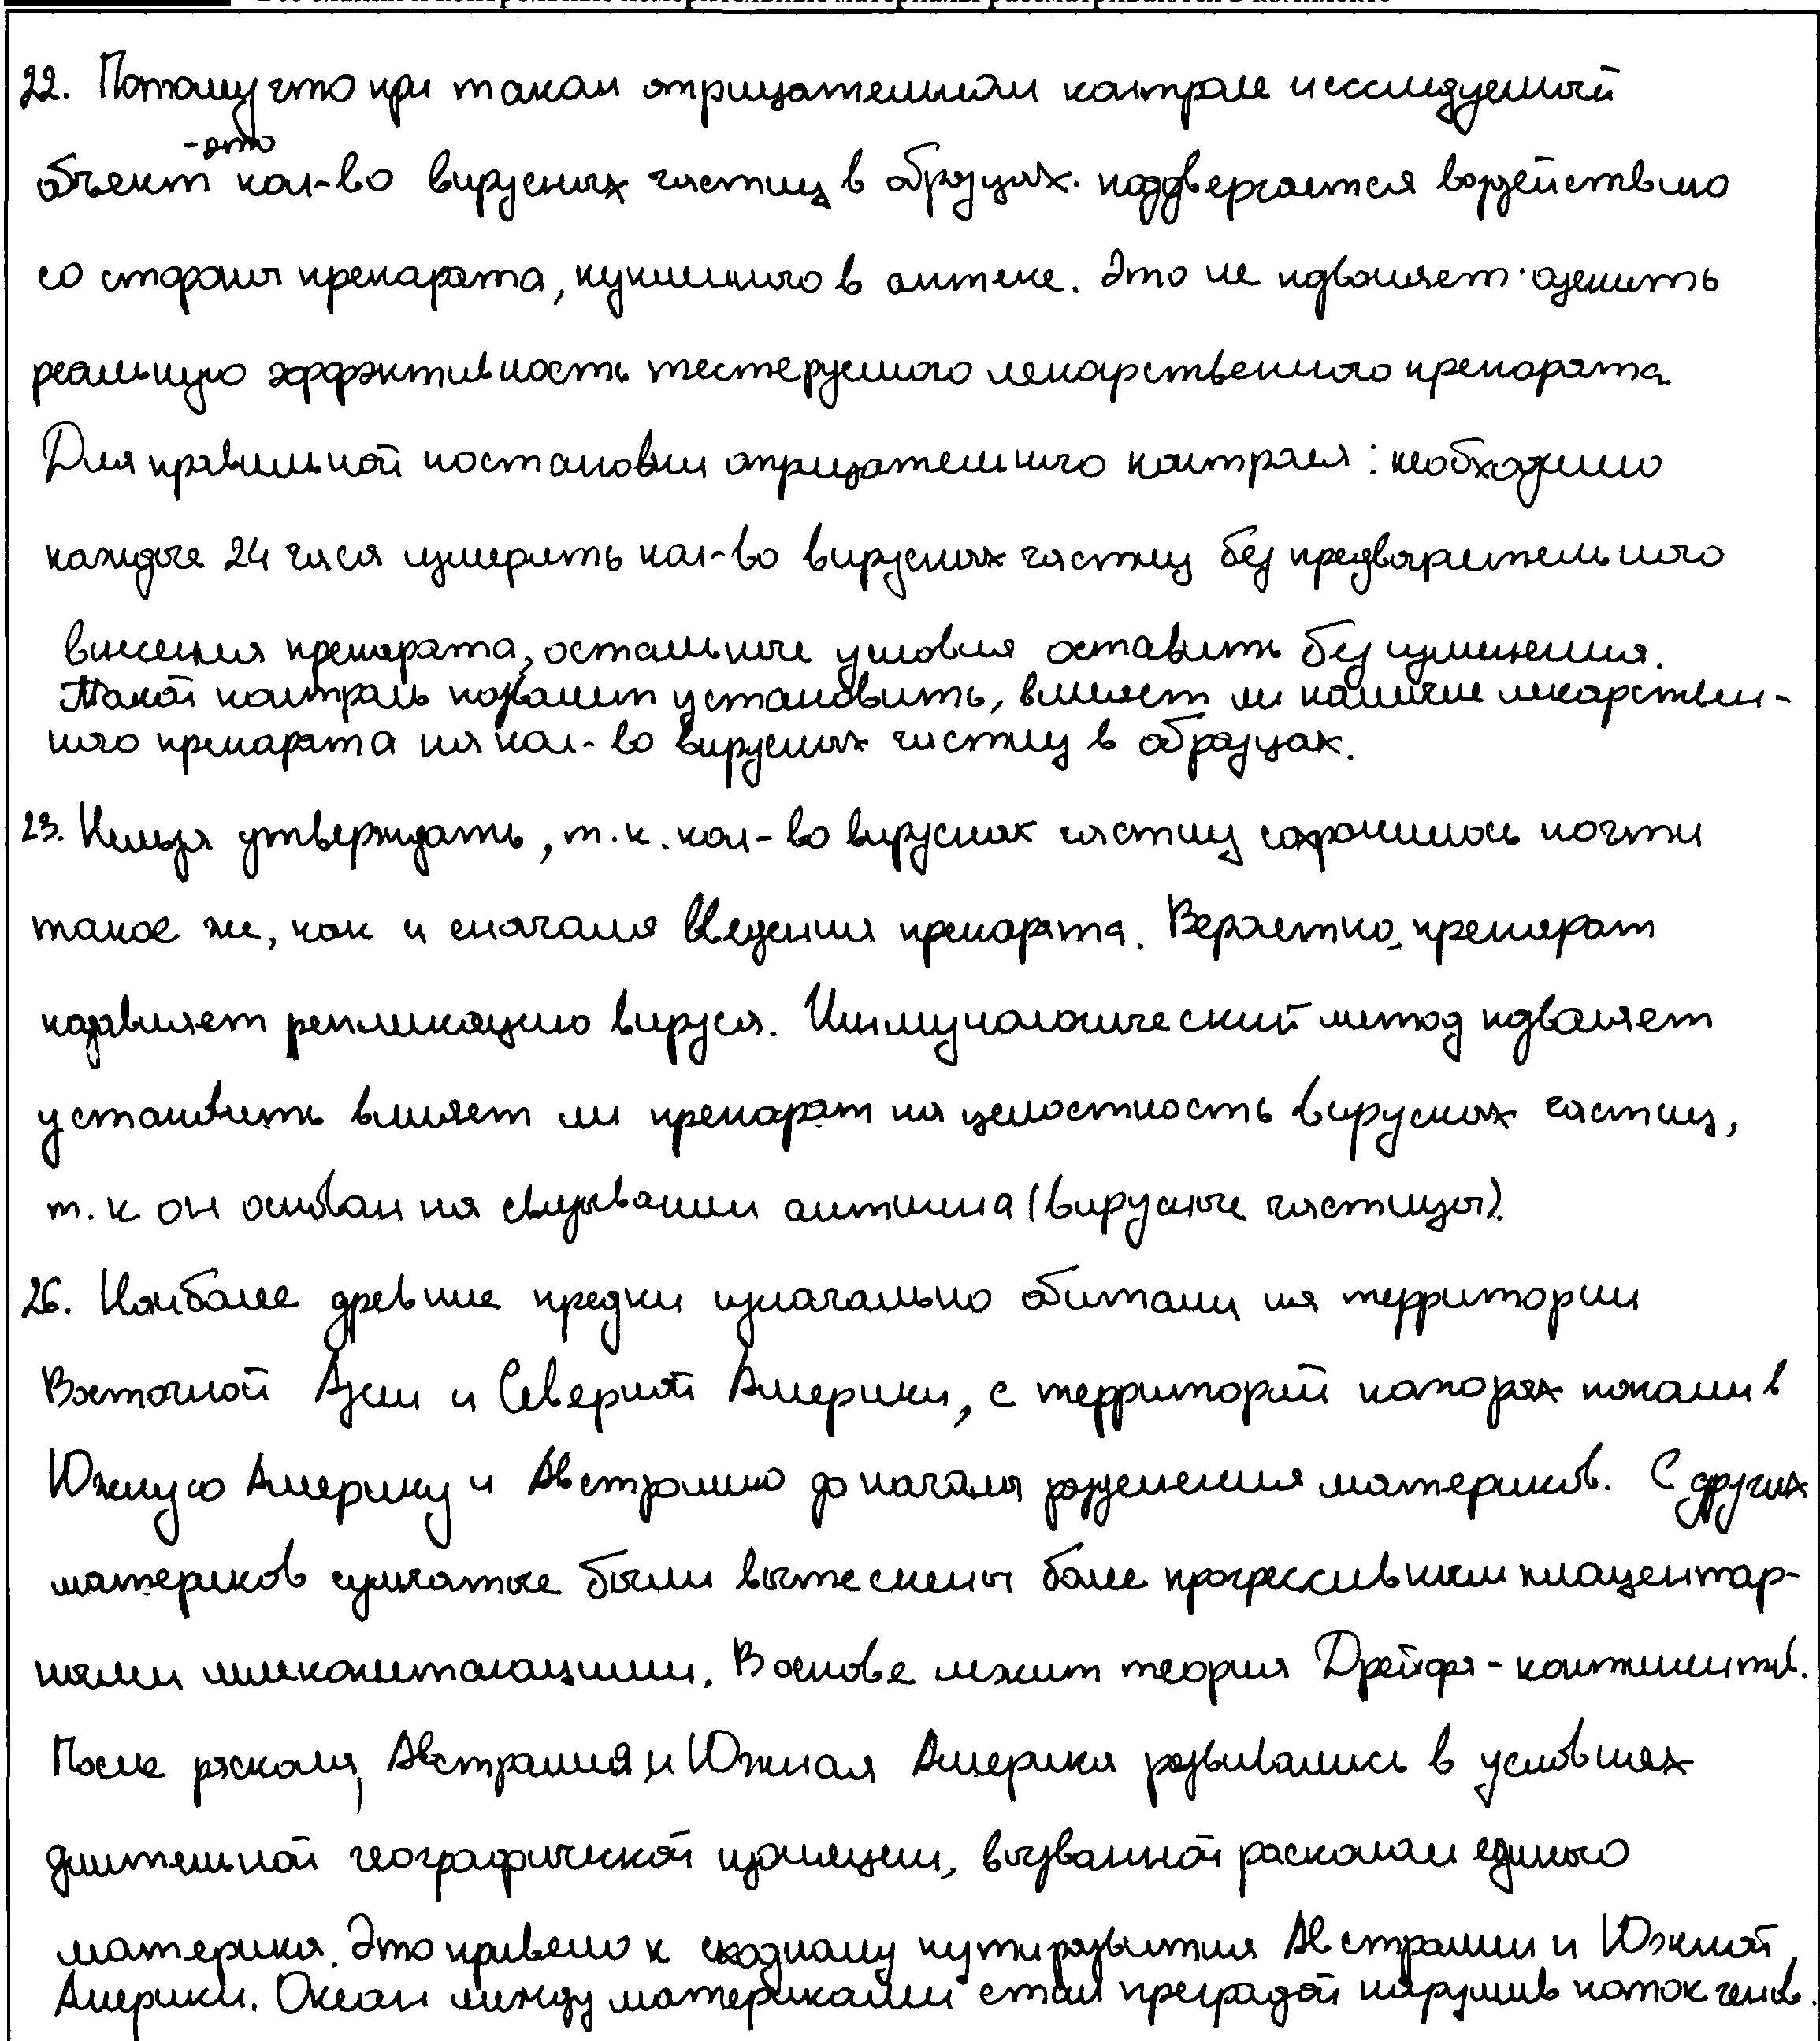 22. Потому что при таком отрицательном контроле исследуемый
объект - это кол-во вирусных частиц в образцах. поддвергается воздействию
со стороны препарата, купленного в аптеке. Это не позволяет оценить
реальную эффективность тестеруемого лекарственного препарата
Для правильной постановки отрицательного контроля: необходимо
каждые 24 часа измерять кол-во вирусных частиц без предварительного
внесения препарата, остальные условия оставить без изменения.
Такой контроль позволит установить, влияет ли наличие лекарствен-
ного препарата на кол-во вирусных частиц в образцах.
23. Нельзя утверждать, т.к. кол-во вирусных частиц сохранилось почти
такое же, как и сначала введения препарата. Вероятно, препарат
подавляет репликацию вируса. Иммунологический метод позволяет
установить влияет ли препарат на целостность вирусных частиц,
т.к он основан на связывании антигена (вирусные частицы).
26. Наиболее древние предки изначально обитали на территории
Восточной Азии и Северной Америки, с территорий которых попали в
Южную Америку и Австралию до начала разделения материков. С других
материков сумчатые были вытеснены более прогрессивными плацентар-
ными млекопитающими. В основе лежит теория Дрейфа-континентов.
После раскола, Австралия и Южная Америка развивались в условиях
длительной географической изоляции, вызванной расколом единого
материка. Это привело к сходному пути развития Австралии и Южной
Америки. Океан между материками стал преградой нарушив поток генов.